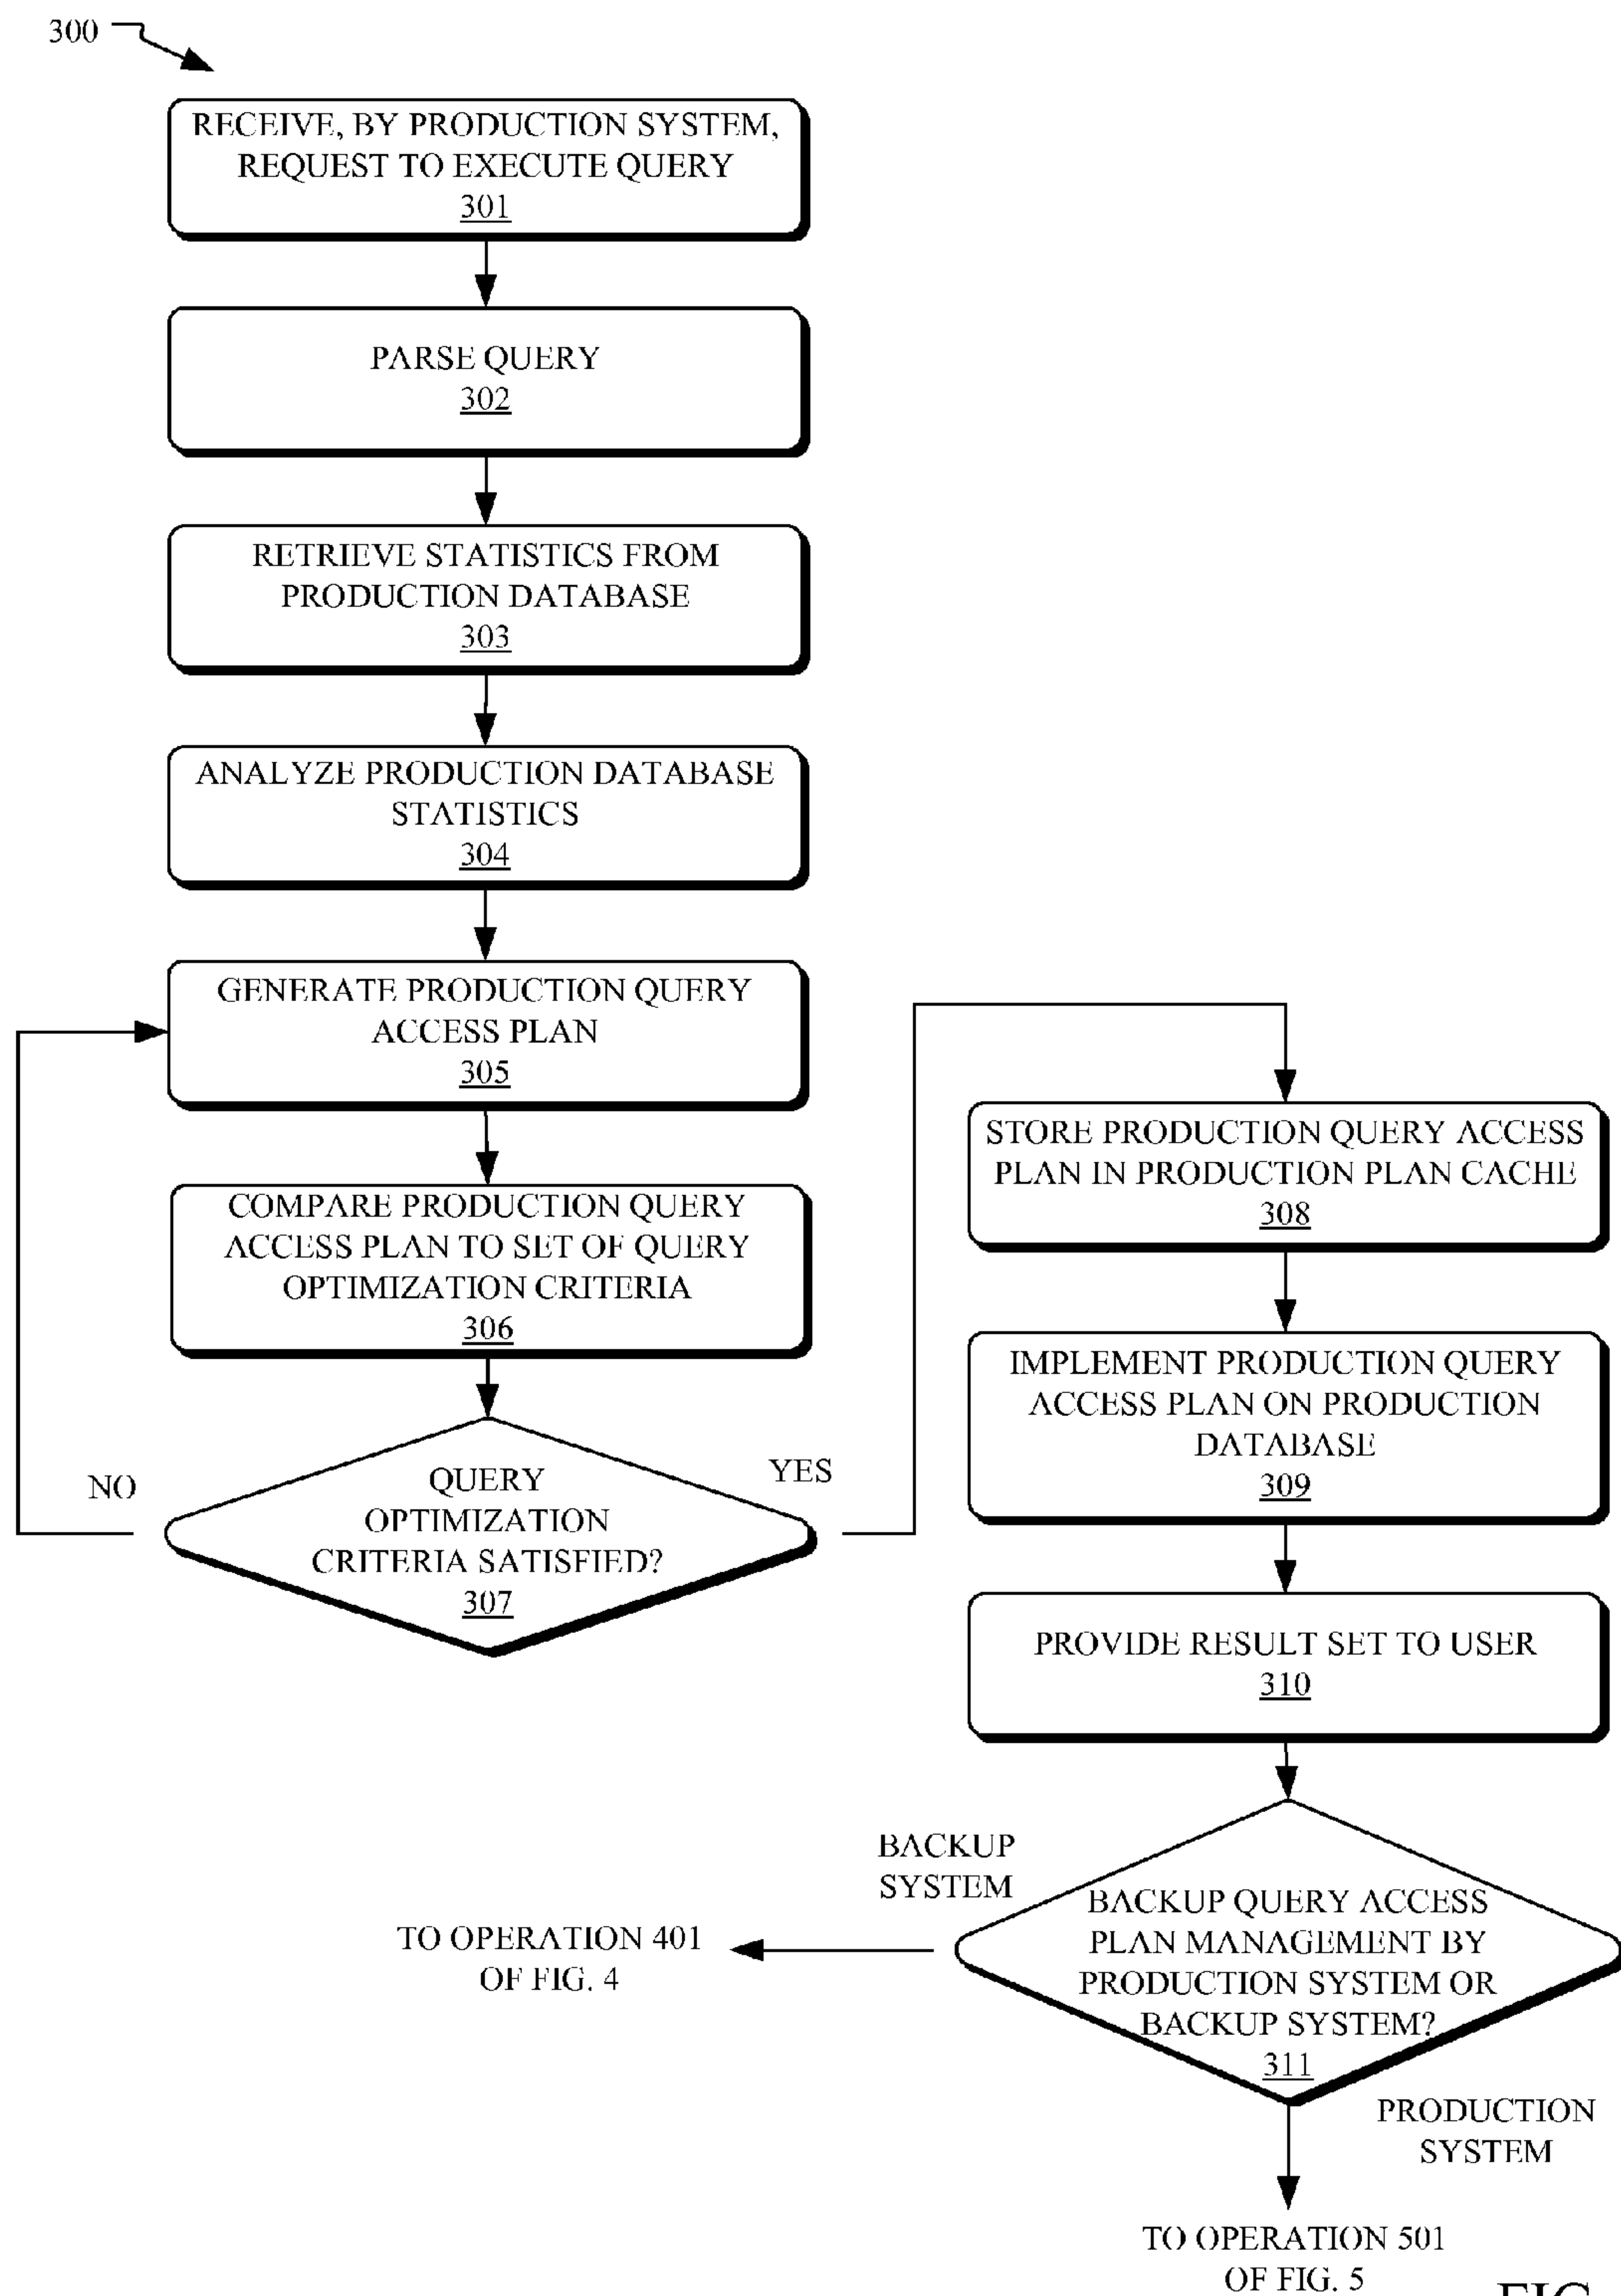 300
RECEIVE, BY PRODUCTION SYSTEM,
REQUEST TO EXECUTE QUERY
301
PARSE QUERY
302
RETRIEVE STATISTICS FROM
PRODUCTION DATABASE
303
ANALYZE PRODUCTION DATABASE
STATISTICS
304
GENERATE PRODUCTION QUERY
ACCESS PLAN
305
COMPARE PRODUCTION QUERY
ACCESS PLAN TO SET OF QUERY
OPTIMIZATION CRITERIA
306
NO
YES
QUERY
OPTIMIZATION
CRITERIA SATISFIED?
307
STORE PRODUCTION QUERY ACCESS
PLAN IN PRODUCTION PLAN CACHE
308
IMPLEMENT PRODUCTION QUERY
ACCESS PLAN ON PRODUCTION
DATABASE
309
PROVIDE RESULT SET TO USER
310
BACKUP
SYSTEM
BACKUP QUERY ACCESS
PLAN MANAGEMENT BY
PRODUCTION SYSTEM OR
BACKUP SYSTEM?
311
TO OPERATION 401
OF FIG. 4
PRODUCTION
SYSTEM
TO OPERATION 501
OF FIG. 5